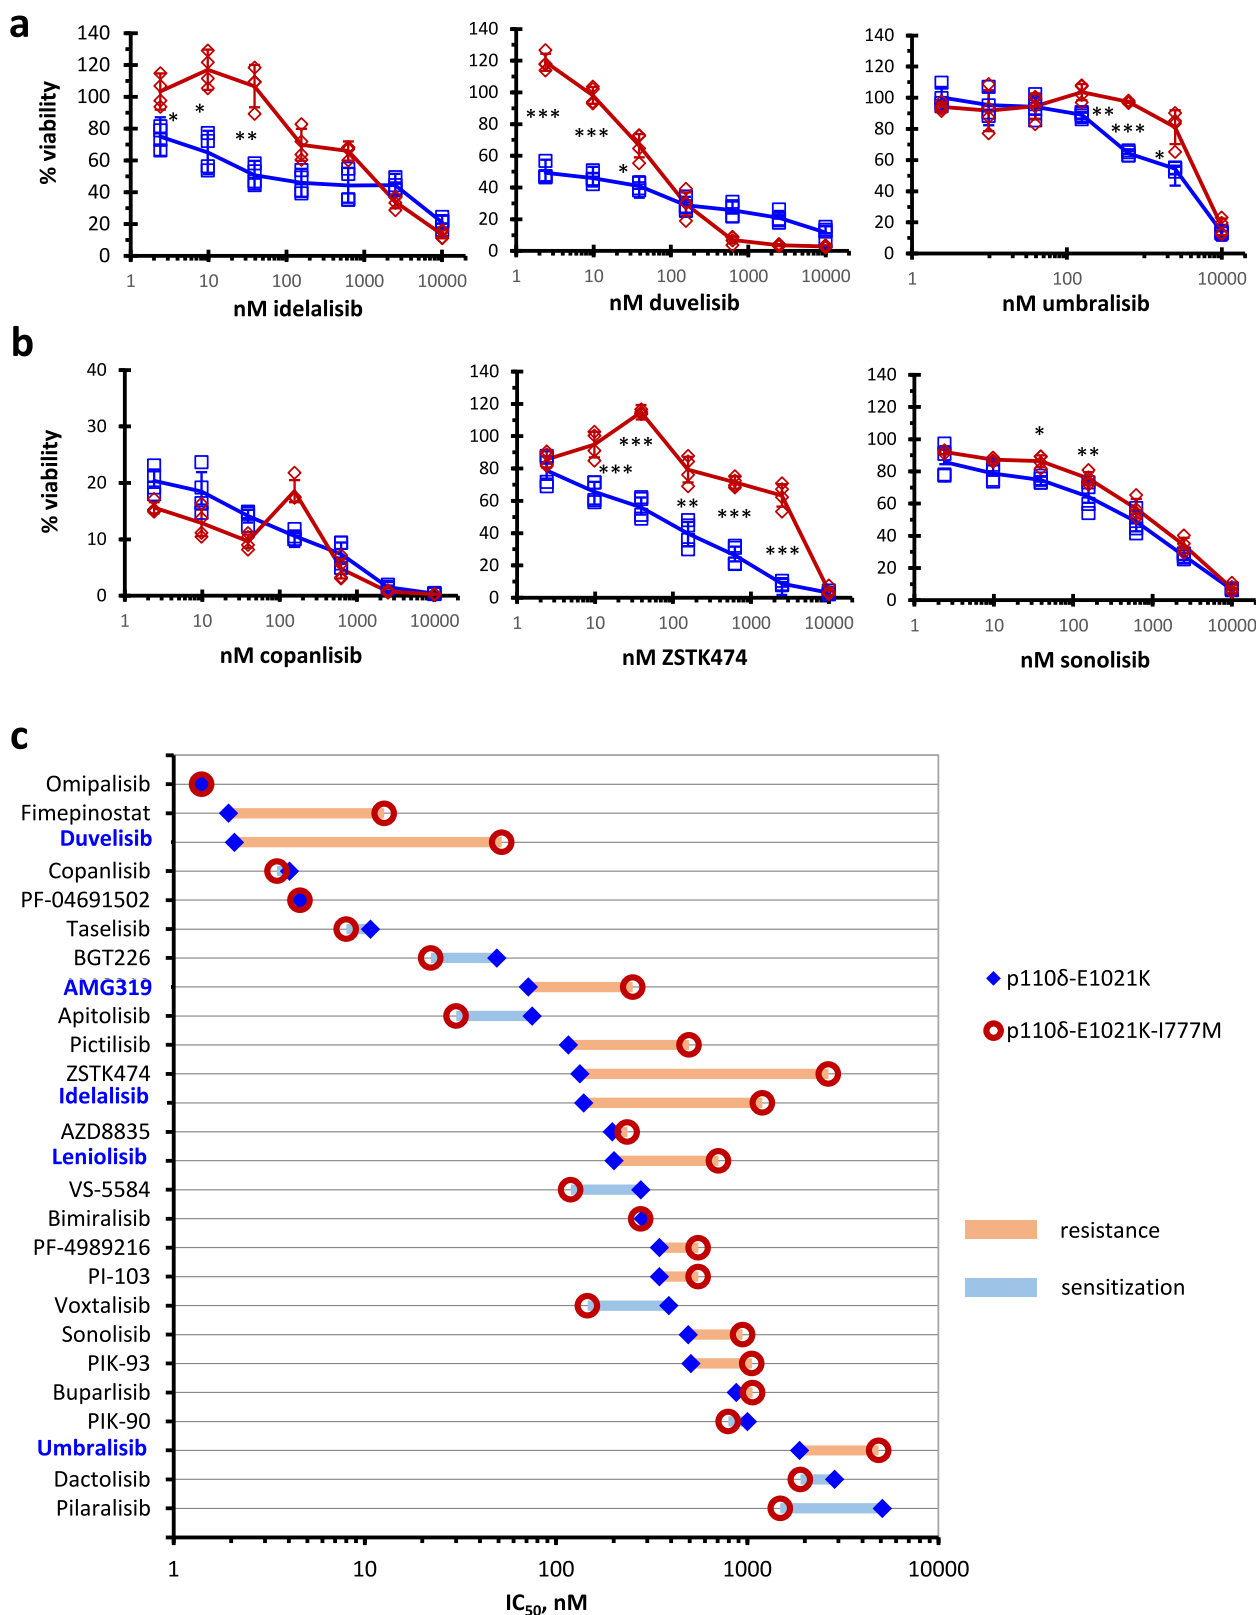 a
% viability
140
120
100
80
60
40
20
0
* * **
1 10 100 1000 10000
nM idelalisib
140
120
100
80
60
40
20
0
*** *** *
1 10 100 1000 10000
nM duvelisib
140
120
100
80
60
40
20
0
** *** *
1 100 10000
nM umbralisib
b
% viability
40
30
20
10
0
1 10 100 1000 10000
nM copanlisib
140
120
100
80
60
40
20
0
*** *** ** *** ***
1 10 100 1000 10000
nM ZSTK474
140
120
100
80
60
40
20
0
* **
1 10 100 1000 10000
nM sonolisib
c
Omipalisib
Fimepinostat
Duvelisib
Copanlisib
PF-04691502
Taselisib
BGT226
AMG319
Apitolisib
Pictilisib
ZSTK474
Idelalisib
AZD8835
Leniolisib
VS-5584
Bimiralisib
PF-4989216
PI-103
Voxtalisib
Sonolisib
PIK-93
Buparlisib
PIK-90
Umbralisib
Dactolisib
Pilaralisib
1 10 100 1000 10000
IC50, nM
p110δ-E1021K
p110δ-E1021K-I777M
resistance
sensitization